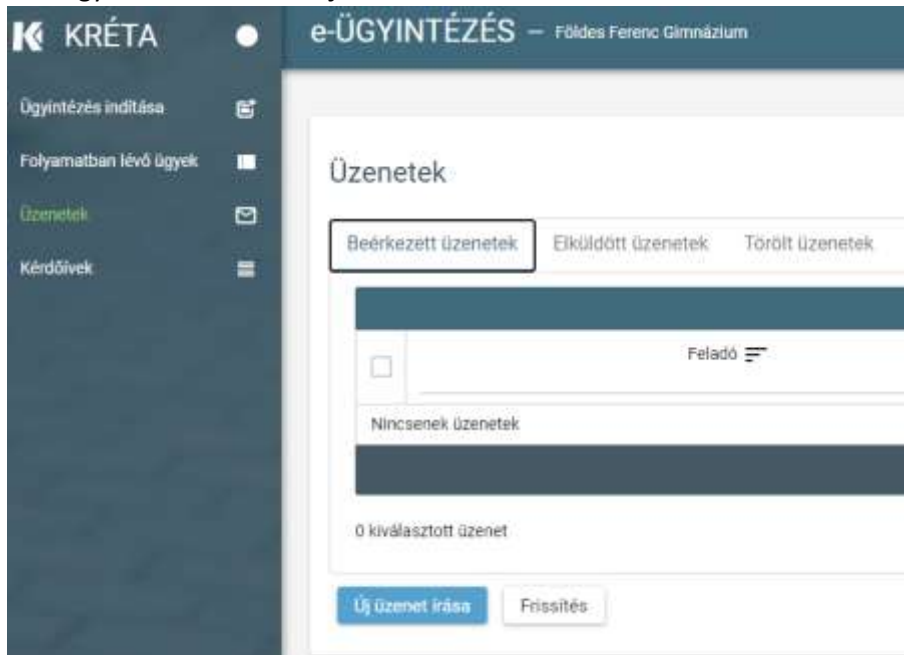 KRÉTA
e-ÜGYINTÉZÉS – Földes Ferenc Gimnázium
Ügyintézés indítása
Folyamatban lévő ügyek
Üzenetek
Kérdőívek
Üzenetek
Beérkezett üzenetek Elküldött üzenetek Törölt üzenetek
Feladó
Nincsenek üzenetek
0 kiválasztott üzenet
Új üzenet írása Frissítés